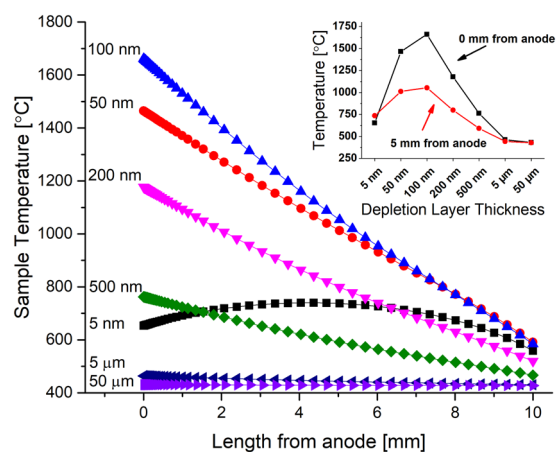 Sample Temperature [°C]
1800
1600
1400
1200
1000
800
600
400
100 nm
50 nm
200 nm
500 nm
5 nm
5 µm
50 µm
0
2
4
6
8
10
Length from anode [mm]
Temperature [°C]
1750
1500
1250
1000
750
500
250
0 mm from anode
5 mm from anode
5 nm
50 nm
100 nm
200 nm
500 nm
5 µm
50 µm
Depletion Layer Thickness